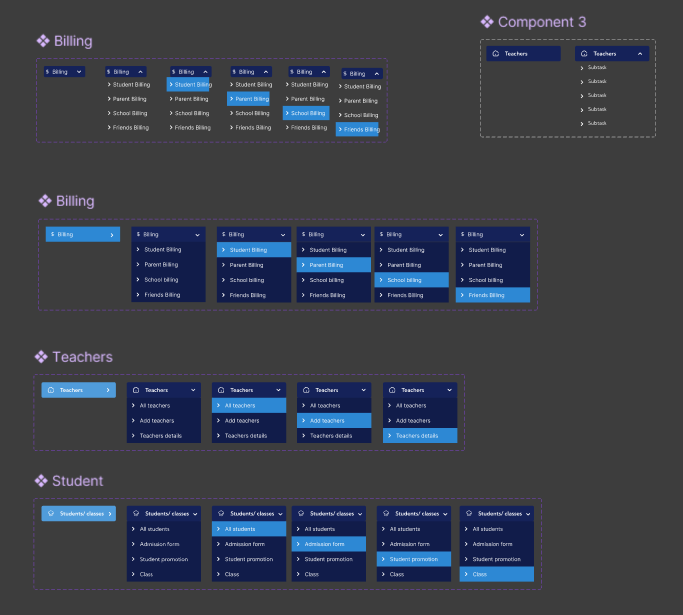 Component 3
Teachers
Teachers
Subtask
Subtask
Subtask
Subtask
Subtask
Billing
$ Billing
$ Billing
Student Billing
Parent Billing
School Billing
Friends Billing
$ Billing
Student Billing
Parent Billing
School Billing
Friends Billing
$ Billing
Student Billing
Parent Billing
School Billing
Friends Billing
$ Billing
Student Billing
Parent Billing
School Billing
Friends Billing
$ Billing
Student Billing
Parent Billing
School Billing
Friends Billing
Billing
$ Billing
$ Billing
Student Billing
Parent Billing
School billing
Friends Billing
$ Billing
Student Billing
Parent Billing
School billing
Friends Billing
$ Billing
Student Billing
Parent Billing
School billing
Friends Billing
$ Billing
Student Billing
Parent Billing
School billing
Friends Billing
$ Billing
Student Billing
Parent Billing
School billing
Friends Billing
Teachers
Teachers
Teachers
All teachers
Add teachers
Teachers details
Teachers
All teachers
Add teachers
Teachers details
Teachers
All teachers
Add teachers
Teachers details
Teachers
All teachers
Add teachers
Teachers details
Student
Students/ classes
Students/ classes
All students
Admission form
Student promotion
Class
Students/ classes
All students
Admission form
Student promotion
Class
Students/ classes
All students
Admission form
Student promotion
Class
Students/ classes
All students
Admission form
Student promotion
Class
Students/ classes
All students
Admission form
Student promotion
Class